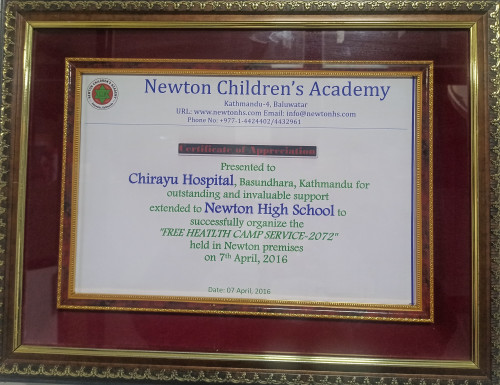 Newton Children's Academy
Kathmandu-4, Baluwatar
URL: www.newtonhs.com Email: info@newtonhs.com
Phone No: +977-1-4424402/4432961
Certificate of Appreciation
Presented to
Chirayu Hospital, Basundhara, Kathmandu for
outstanding and invaluable support
extended to Newton High School to
successfully organize the
"FREE HEATLTH CAMP SERVICE-2072"
held in Newton premises
on 7th April, 2016
Date: 07 April, 2016